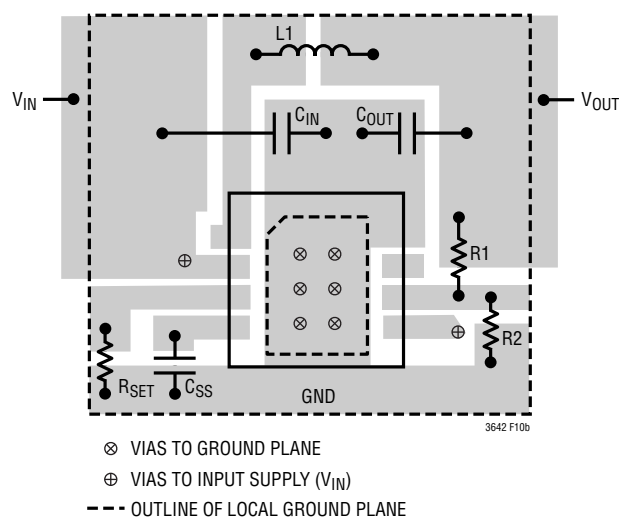 L1
VIN
VOUT
CIN
COUT
R1
R2
RSET
CSS
GND
3642 F10b
VIAS TO GROUND PLANE
VIAS TO INPUT SUPPLY (VIN)
OUTLINE OF LOCAL GROUND PLANE